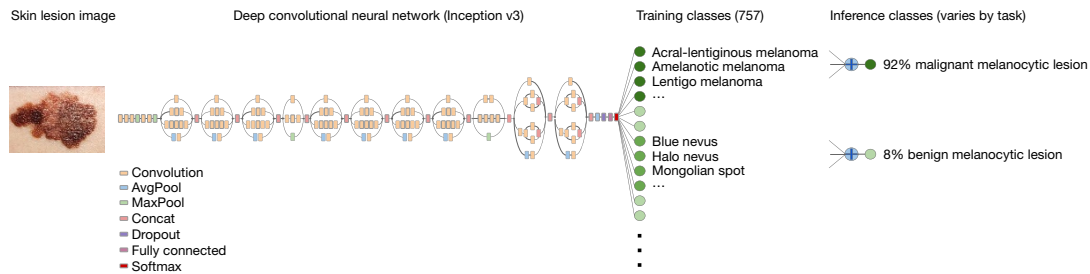 Skin lesion image
Deep convolutional neural network (Inception v3)
Training classes (757)
Inference classes (varies by task)
Acral-lentiginous melanoma
Amelanotic melanoma
Lentigo melanoma
...
Blue nevus
Halo nevus
Mongolian spot
...
92% malignant melanocytic lesion
8% benign melanocytic lesion
Convolution
AvgPool
MaxPool
Concat
Dropout
Fully connected
Softmax